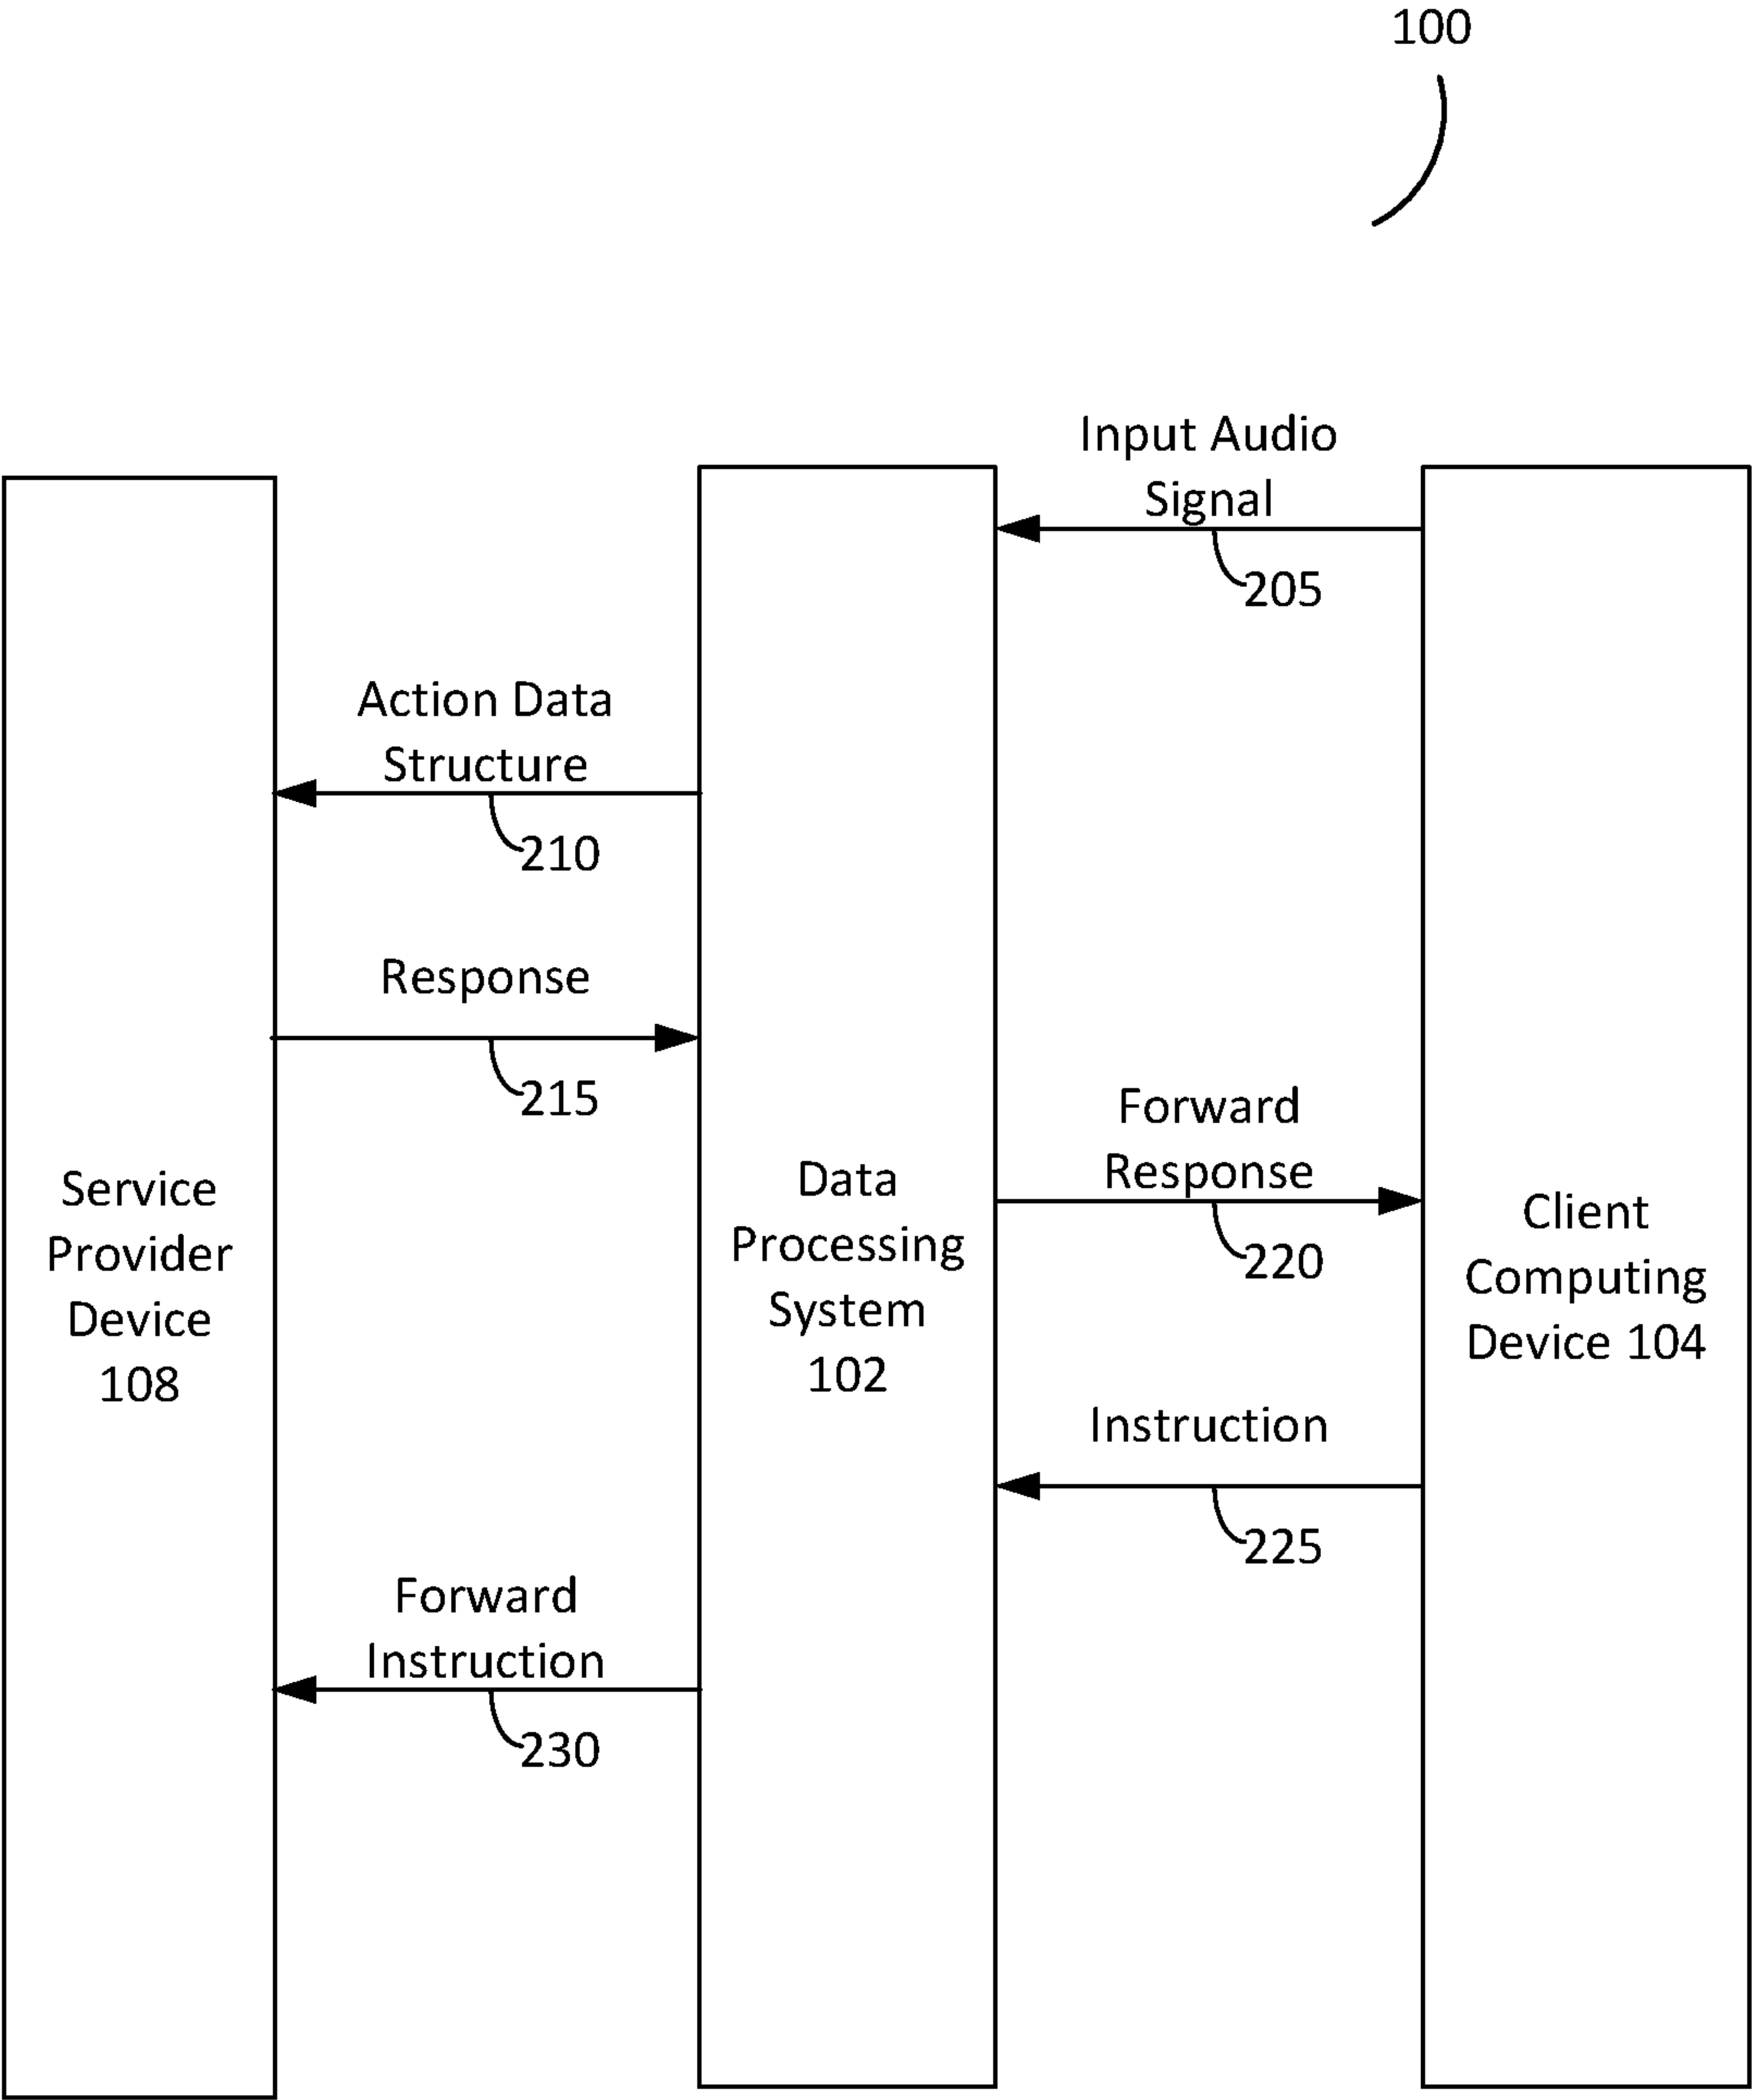 100
Input Audio
Signal
205
Action Data
Structure
210
Response
215
Forward
Response
220
Service
Provider
Device
108
Data
Processing
System
102
Client
Computing
Device 104
Instruction
225
Forward
Instruction
230